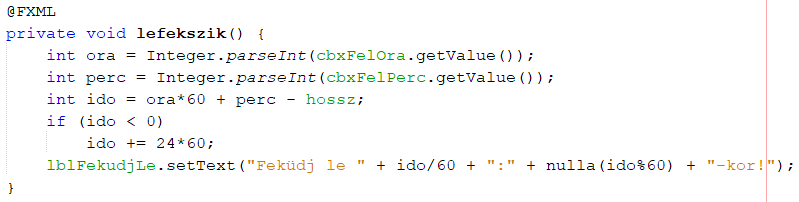 @FXML
private void lefekszik() {
    int ora = Integer.parseInt(cbxFelOra.getValue());
    int perc = Integer.parseInt(cbxFelPerc.getValue());
    int ido = ora*60 + perc - hossz;
    if (ido < 0)
        ido += 24*60;
    lblFekudjLe.setText("Feküdj le " + ido/60 + ":" + nulla(ido%60) + "-kor!");
}